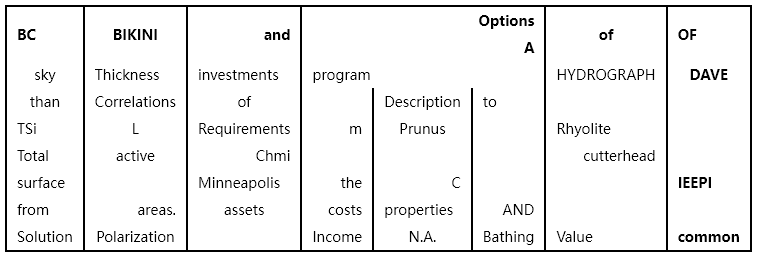 BC BIKINI and Options A of OF
sky Thickness investments program HYDROGRAPH DAVE
than Correlations of Description to
TSi L Requirements m Prunus Rhyolite
Total active Chmi cutterhead
surface Minneapolis the C IEEPI
from areas. assets costs properties AND
Solution Polarization Income N.A. Bathing Value common